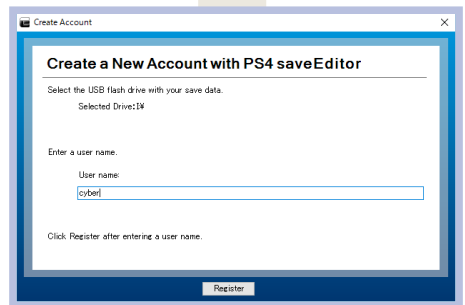 Create Account
Create a New Account with PS4 saveEditor
Select the USB flash drive with your save data.
Selected Drive:I¥
Enter a user name.
User name:
cyber
Click Register after entering a user name.
Register